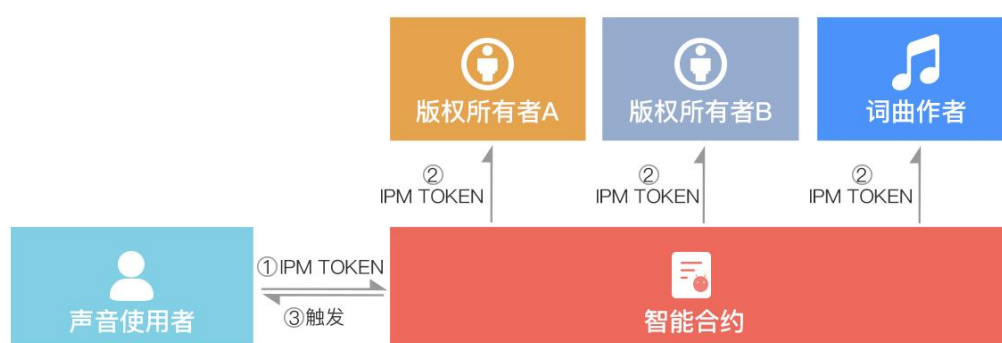 版权所有者A
版权所有者B
词曲作者
②
IPM TOKEN
②
IPM TOKEN
②
IPM TOKEN
①IPM TOKEN
③触发
声音使用者
智能合约